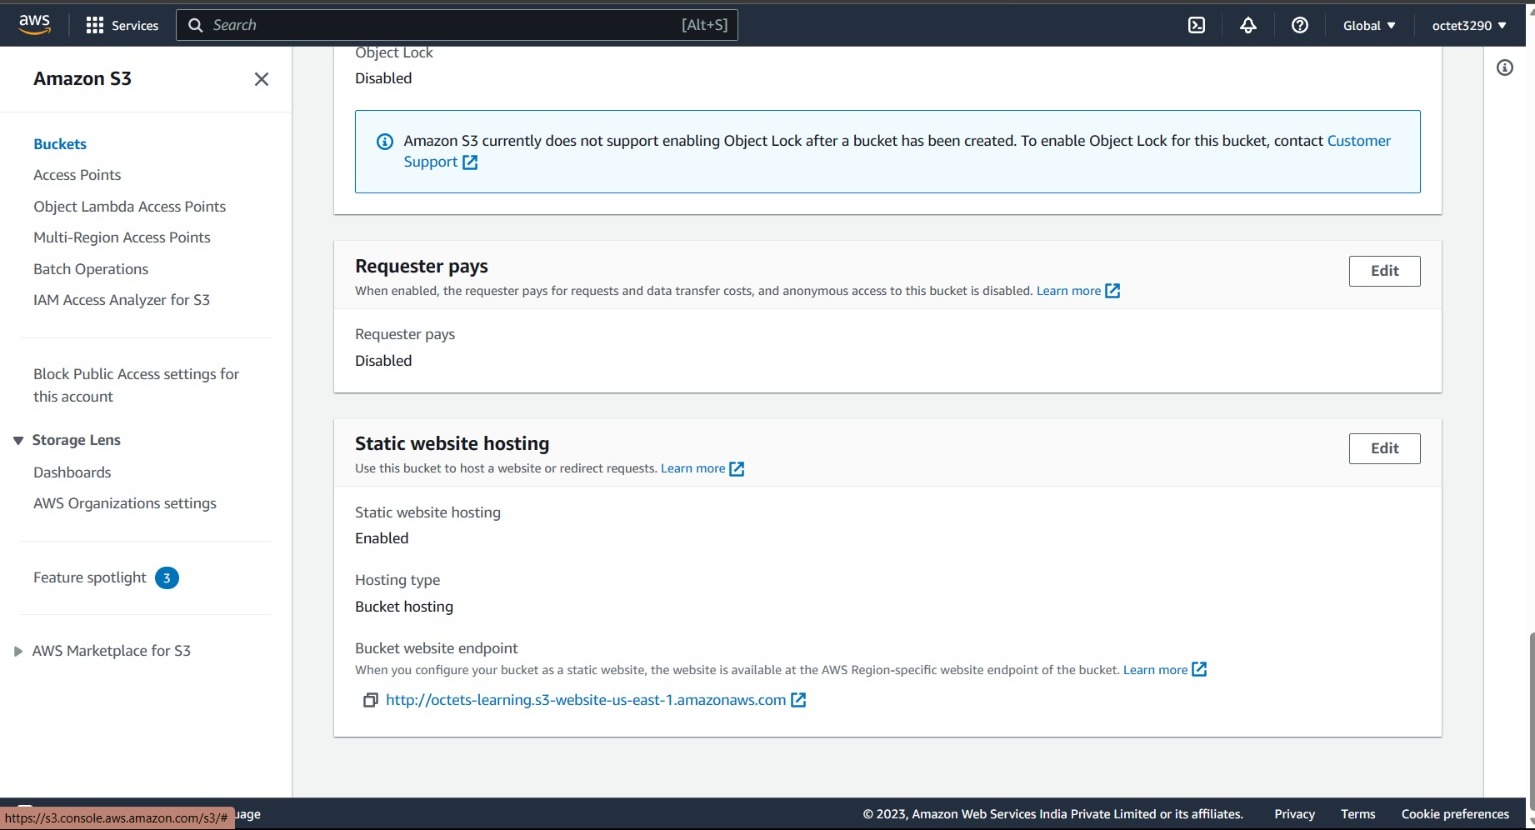 aws
Services
Search
[Alt+S]
Global
octet3290
Amazon S3
Buckets
Access Points
Object Lambda Access Points
Multi-Region Access Points
Batch Operations
IAM Access Analyzer for S3
Block Public Access settings for
this account
Storage Lens
Dashboards
AWS Organizations settings
Feature spotlight 3
AWS Marketplace for S3
Object Lock
Disabled
Amazon S3 currently does not support enabling Object Lock after a bucket has been created. To enable Object Lock for this bucket, contact Customer
Support
Requester pays
Edit
When enabled, the requester pays for requests and data transfer costs, and anonymous access to this bucket is disabled. Learn more
Requester pays
Disabled
Static website hosting
Edit
Use this bucket to host a website or redirect requests. Learn more
Static website hosting
Enabled
Hosting type
Bucket hosting
Bucket website endpoint
When you configure your bucket as a static website, the website is available at the AWS Region-specific website endpoint of the bucket. Learn more
http://octets-learning.s3-website-us-east-1.amazonaws.com
https://s3.console.aws.amazon.com/s3/#
© 2023, Amazon Web Services India Private Limited or its affiliates.
Privacy
Terms
Cookie preferences